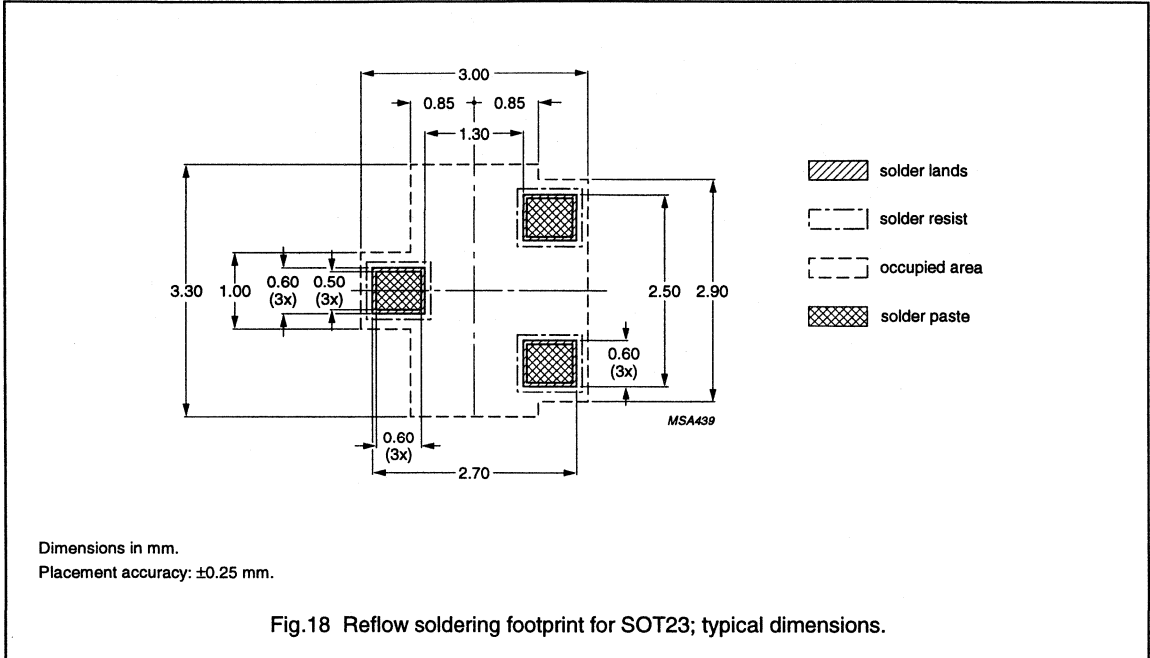 3.00
0.85
0.85
1.30
solder lands
solder resist
occupied area
solder paste
3.30
1.00
0.60
(3x)
0.50
(3x)
2.50
2.90
0.60
(3x)
MSA439
0.60
(3x)
2.70
Dimensions in mm.
Placement accuracy: ±0.25 mm.
Fig.18 Reflow soldering footprint for SOT23; typical dimensions.